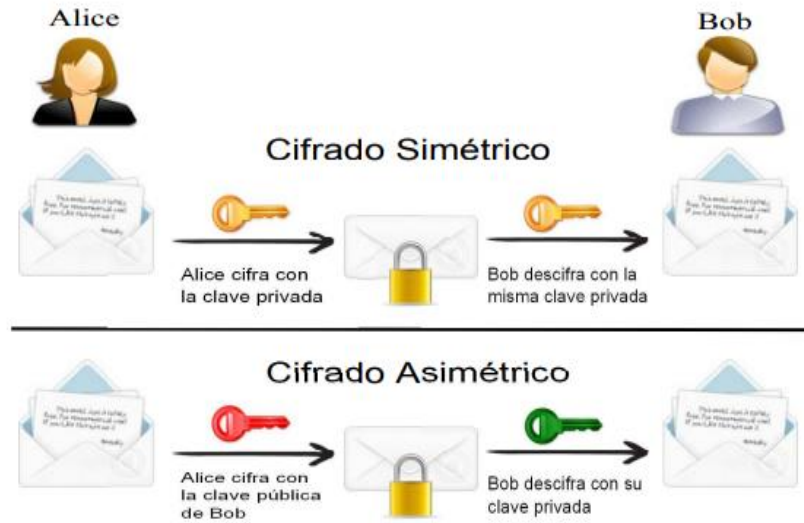 Alice
Bob
Cifrado Simétrico
Alice cifra con
la clave privada
Bob descifra con la
misma clave privada
Cifrado Asimétrico
Alice cifra con
la clave pública
de Bob
Bob descifra con su
clave privada